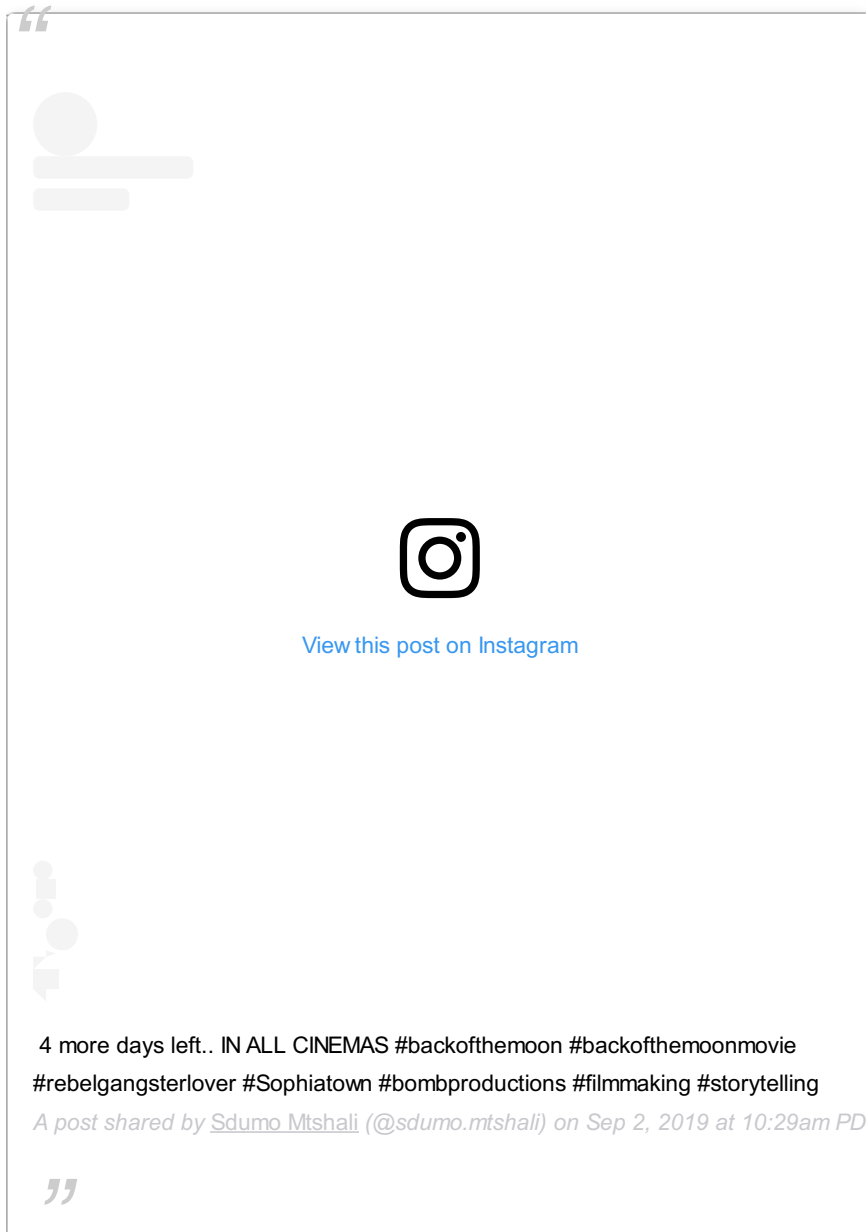 “
View this post on Instagram
4 more days left.. IN ALL CINEMAS #backofthemoon #backofthemoonmovie
#rebelgangsterlover #Sophiatown #bombproductions #filmmaking #storytelling
A post shared by Sdumo Mtshali (@sdumo.mtshali) on Sep 2, 2019 at 10:29am PD
”